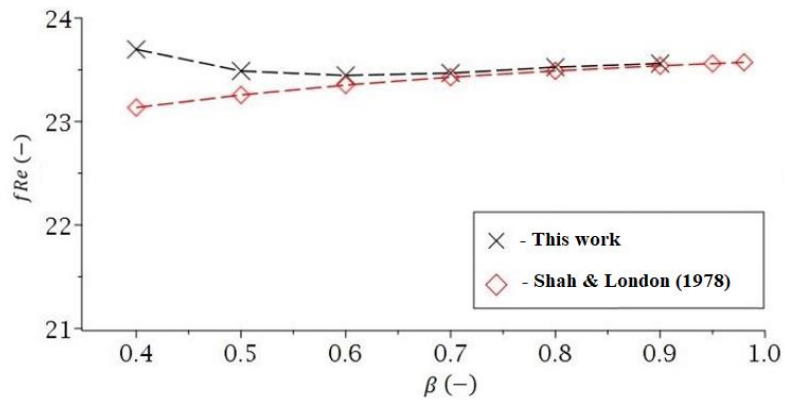 24
23
22
21
fRe (−)
- This work
- Shah & London (1978)
0.4 0.5 0.6 0.7 0.8 0.9 1.0
β (−)